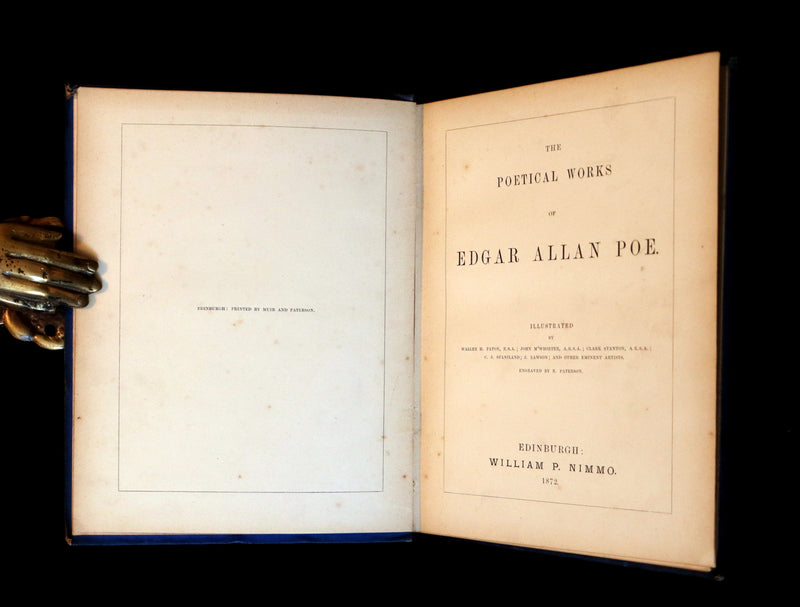 EDINBURGH: PRINTED BY MUIR AND PATERSON.
THE
POETICAL WORKS
OF
EDGAR ALLAN POE.
ILLUSTRATED
BY
WALLER H. PATON, R.S.A.; JOHN M'WHIRTER, A.R.S.A.; CLARK STANTON, A.R.S.A.;
C. J. STANILAND; J. LAWSON; AND OTHER EMINENT ARTISTS.
ENGRAVED BY R. PATERSON.
EDINBURGH:
WILLIAM P. NIMMO.
1872.